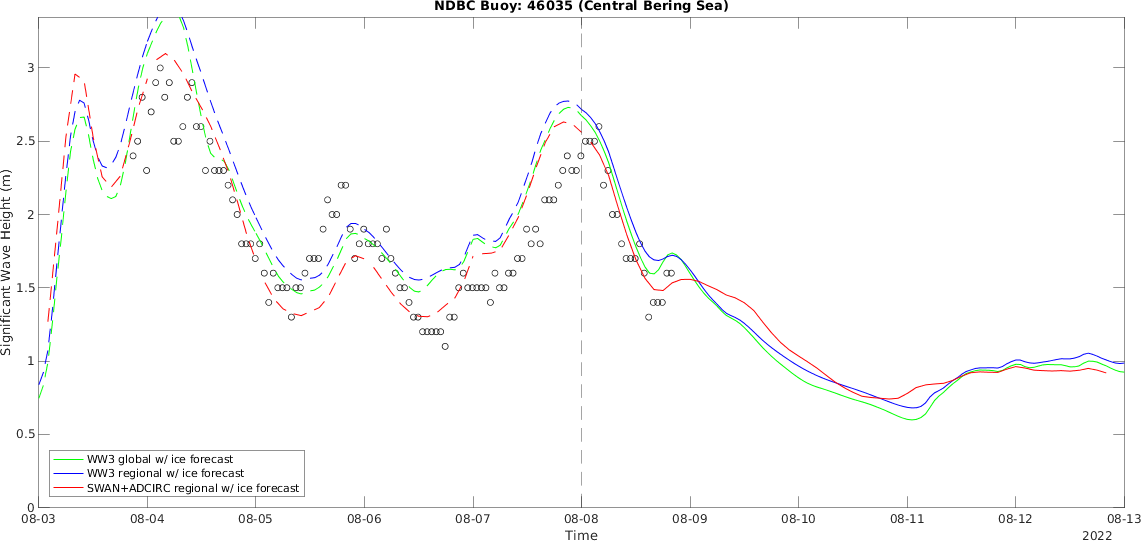 NDBC Buoy: 46035 (Central Bering Sea)
3
2.5
2
1.5
1
0.5
0
Significant Wave Height (m)
WW3 global w/ ice forecast
WW3 regional w/ ice forecast
SWAN+ADCIRC regional w/ ice forecast
08-03 08-04 08-05 08-06 08-07 08-08 08-09 08-10 08-11 08-12 08-13
Time
2022